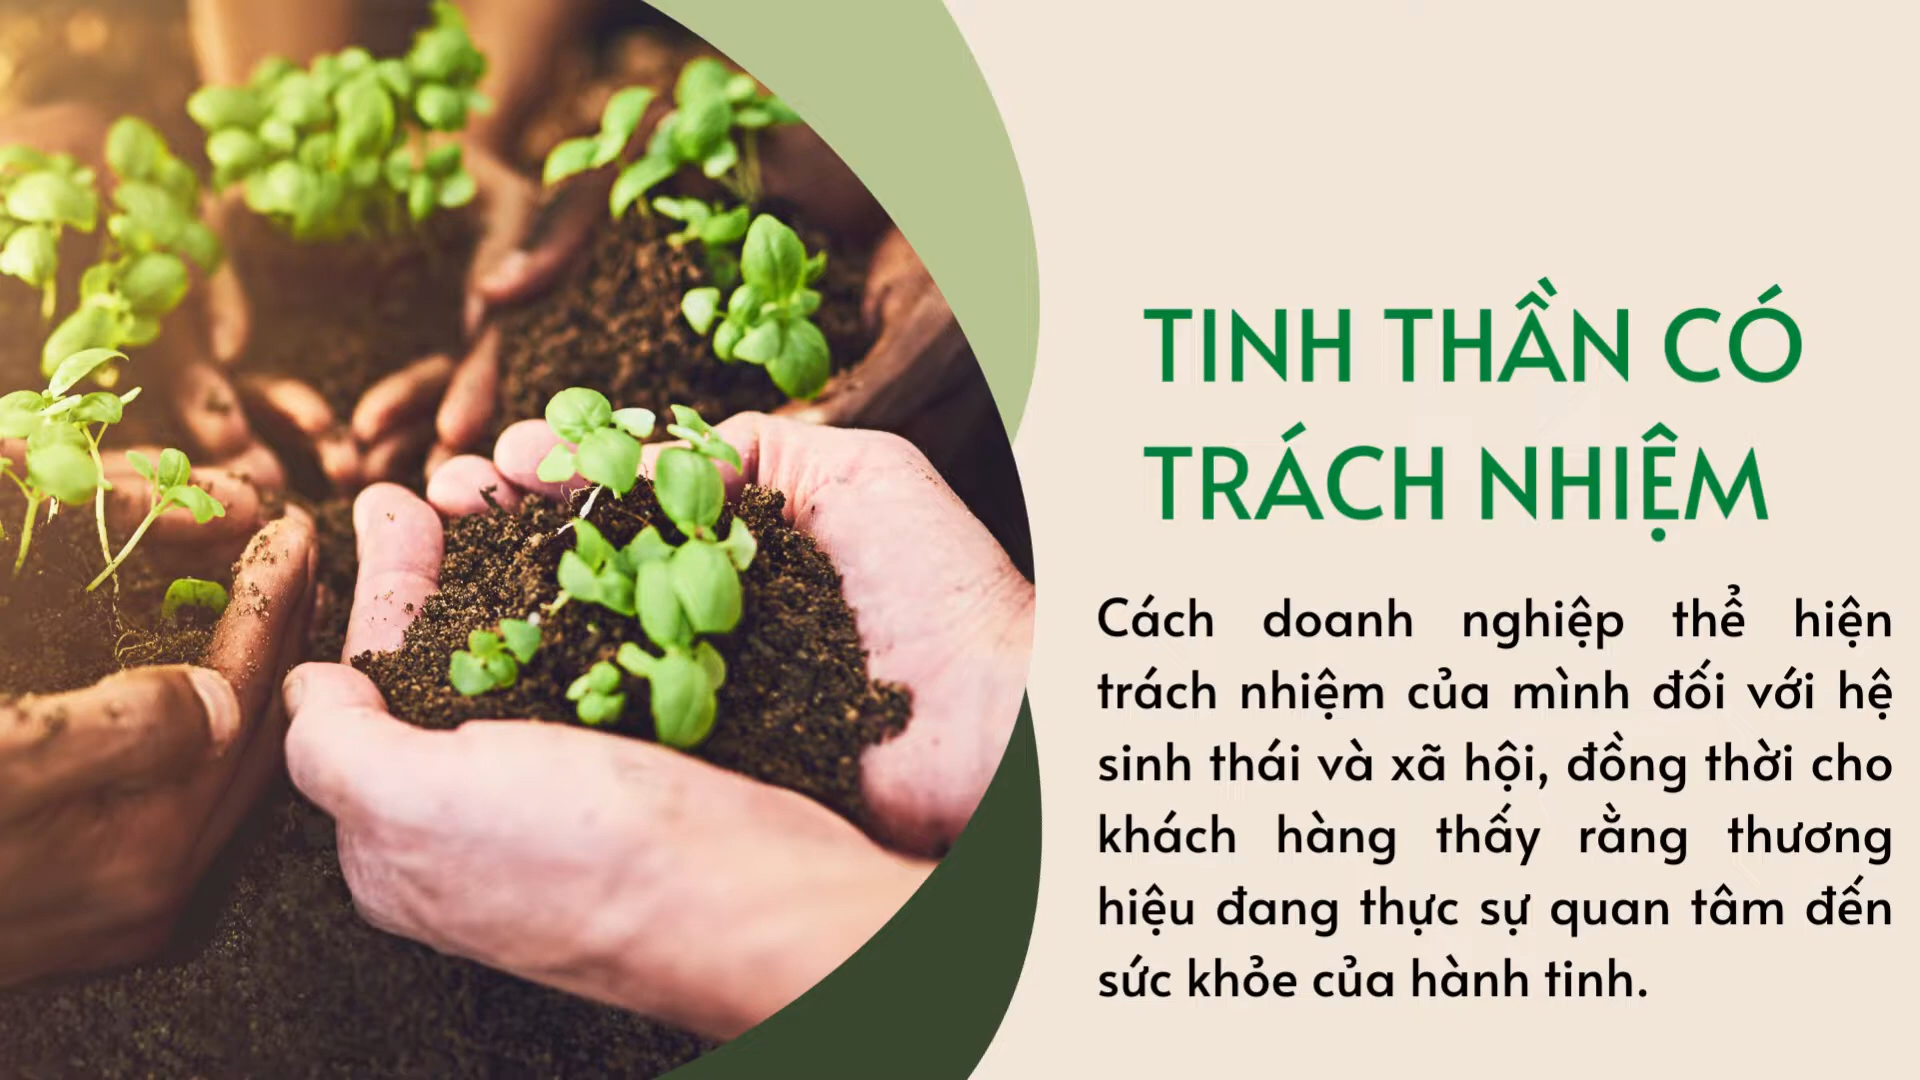 TINH THẦN CÓ
TRÁCH NHIỆM
Cách doanh nghiệp thể hiện
trách nhiệm của mình đối với hệ
sinh thái và xã hội, đồng thời cho
khách hàng thấy rằng thương
hiệu đang thực sự quan tâm đến
sức khỏe của hành tinh.